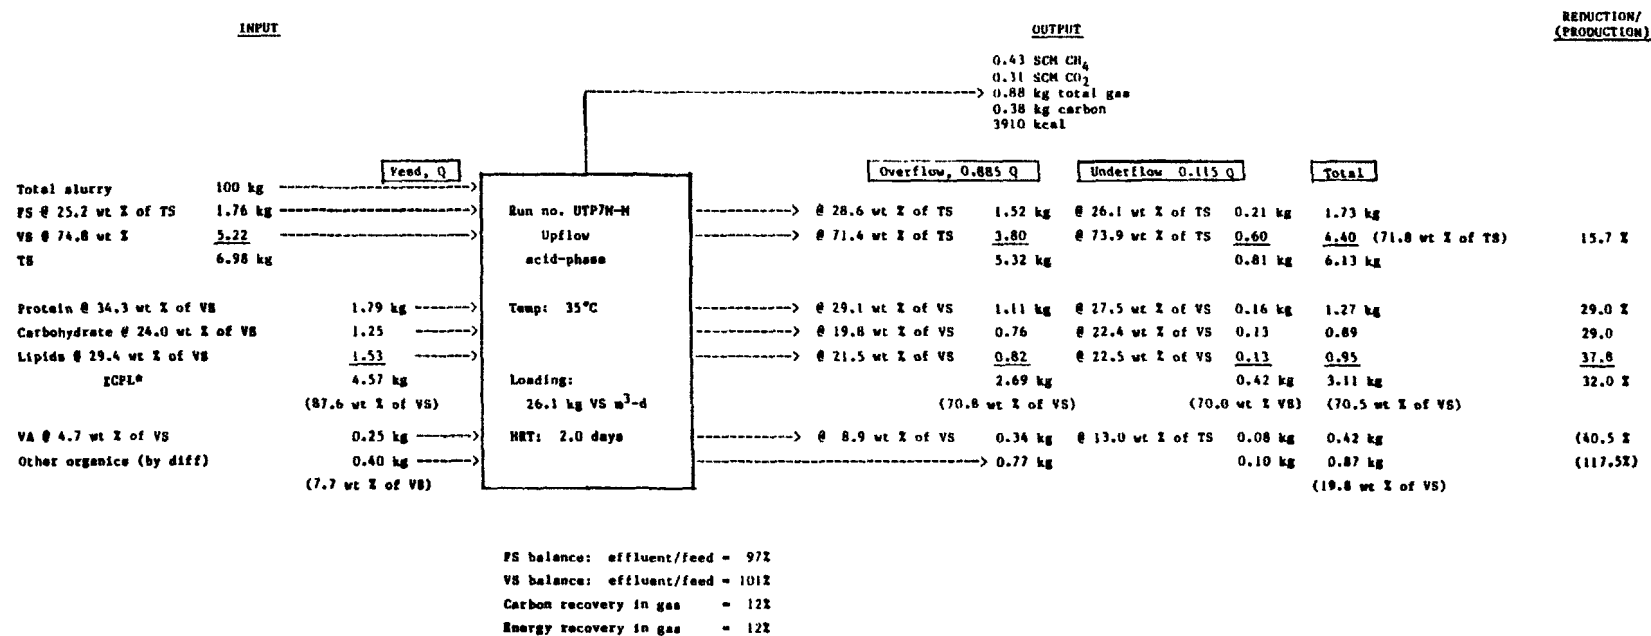 INPUT OUTPUT REDUCTION/
(PRODUCTION)
0.43 SCM CH4
0.31 SCM CO2
0.88 kg total gas
0.38 kg carbon
3910 kcal
Feed, Q Overflow, 0.885 Q Underflow 0.115 Q Total
Total slurry 100 kg
FS @ 25.2 wt % of TS 1.76 kg Run no. UTP7M-M @ 28.6 wt % of TS 1.52 kg @ 26.1 wt % of TS 0.21 kg 1.73 kg
VS @ 74.8 wt % 5.22 Upflow @ 71.4 wt % of TS 3.80 @ 73.9 wt % of TS 0.60 4.40 (71.8 wt % of TS) 15.7 %
TS 6.98 kg acid-phase 5.32 kg 0.81 kg 6.13 kg
Protein @ 34.3 wt % of VS 1.79 kg Temp: 35°C @ 29.1 wt % of VS 1.11 kg @ 27.5 wt % of VS 0.16 kg 1.27 kg 29.0 %
Carbohydrate @ 24.0 wt % of VS 1.25 @ 19.8 wt % of VS 0.76 @ 22.4 wt % of VS 0.13 0.89 29.0
Lipids @ 29.4 wt % of VS 1.53 @ 21.5 wt % of VS 0.82 @ 22.5 wt % of VS 0.13 0.95 37.8
ΣCPL* 4.57 kg Loading: 2.69 kg 0.42 kg 3.11 kg 32.0 %
(87.6 wt % of VS) 26.1 kg VS m3-d (70.8 wt % of VS) (70.0 wt % VS) (70.5 wt % of VS)
VA @ 4.7 wt % of VS 0.25 kg HRT: 2.0 days @ 8.9 wt % of VS 0.34 kg @ 13.0 wt % of TS 0.08 kg 0.42 kg (40.5 %
Other organics (by diff) 0.40 kg 0.77 kg 0.10 kg 0.87 kg (117.5%)
(7.7 wt % of VS) (19.8 wt % of VS)
FS balance: effluent/feed = 97%
VS balance: effluent/feed = 101%
Carbon recovery in gas = 12%
Energy recovery in gas = 12%